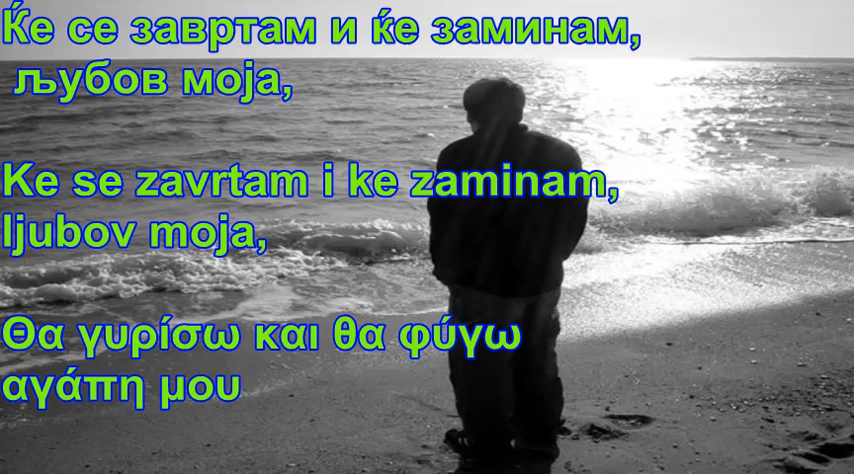 Ќе се завртам и ќе заминам,
љубов моја,
Ke se zavrtam i ke zaminam,
ljubov moja,
Θα γυρίσω και θα φύγω
αγάπη μου